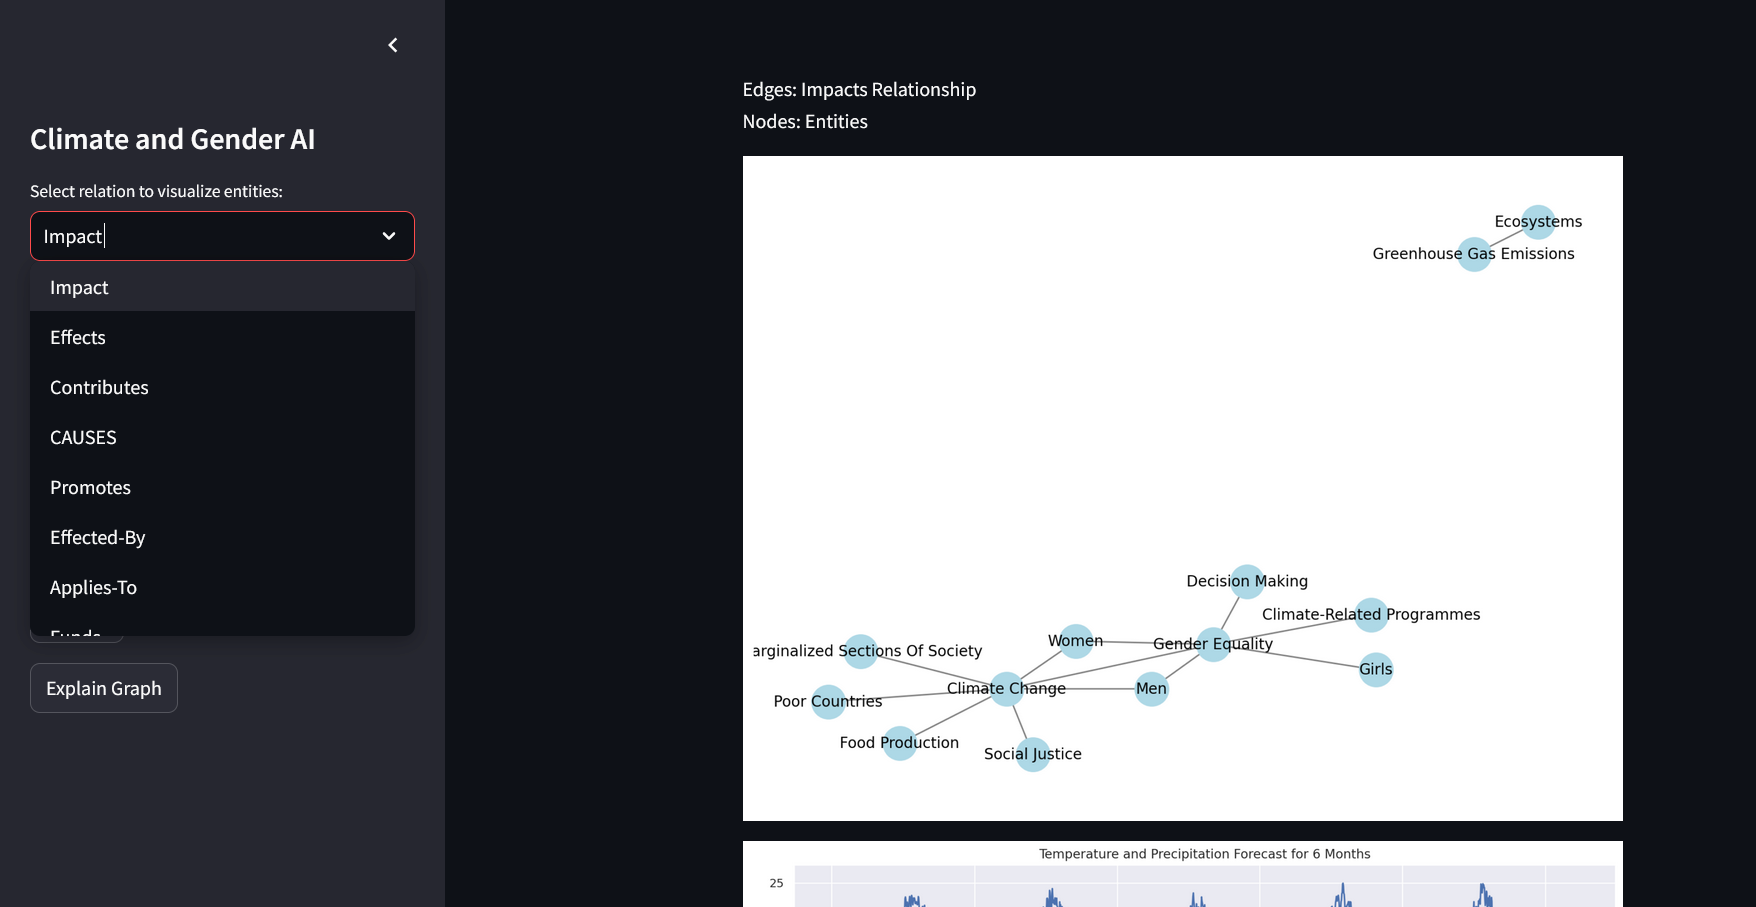 Climate and Gender AI
Select relation to visualize entities:
Impact
Impact
Effects
Contributes
CAUSES
Promotes
Effected-By
Applies-To
Funds
Explain Graph
Edges: Impacts Relationship
Nodes: Entities
Ecosystems
Greenhouse Gas Emissions
Decision Making
Climate-Related Programmes
Women
Gender Equality
arginalized Sections Of Society
Girls
Climate Change
Men
Poor Countries
Food Production
Social Justice
Temperature and Precipitation Forecast for 6 Months
25